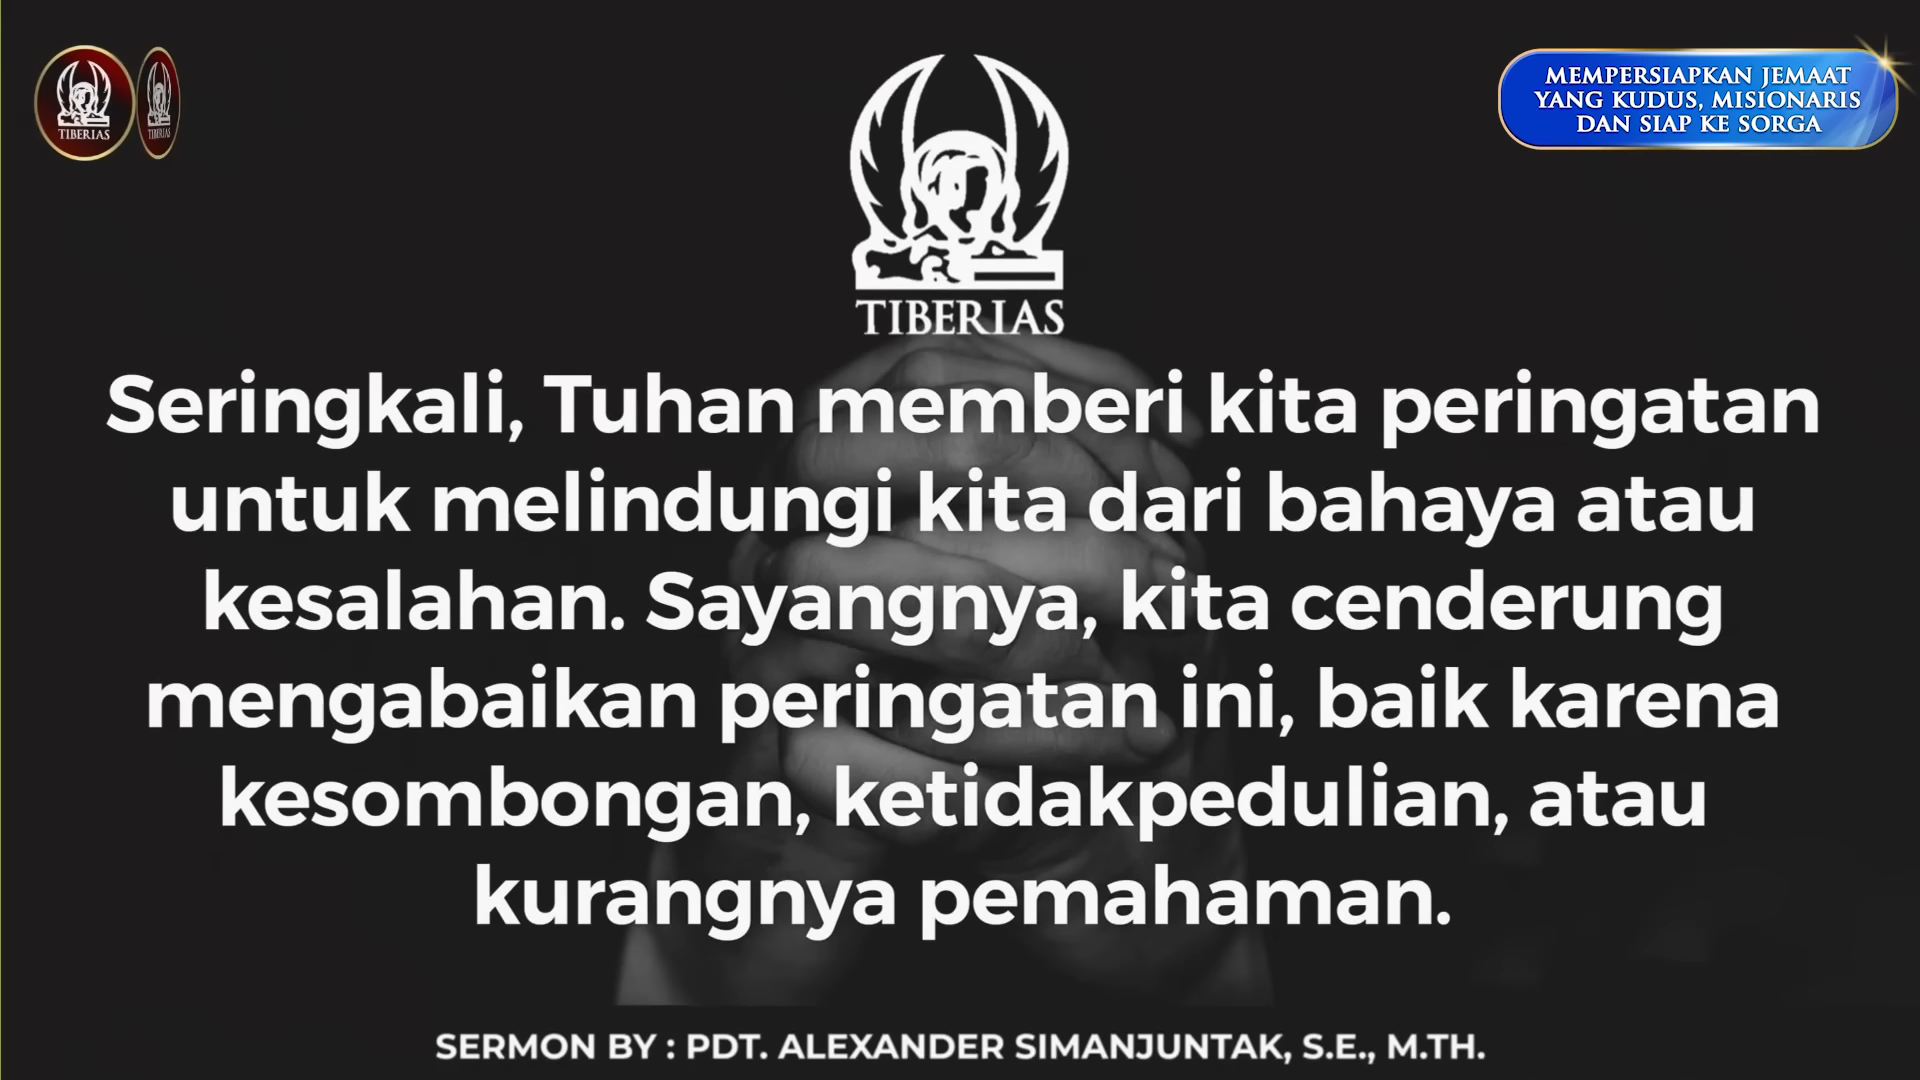 TIBERIAS
TIBERIAS
MEMPERSIAPKAN JEMAAT
YANG KUDUS, MISIONARIS
DAN SIAP KE SORGA
TIBERIAS
Seringkali, Tuhan memberi kita peringatan
untuk melindungi kita dari bahaya atau
kesalahan. Sayangnya, kita cenderung
mengabaikan peringatan ini, baik karena
kesombongan, ketidakpedulian, atau
kurangnya pemahaman.
SERMON BY : PDT. ALEXANDER SIMANJUNTAK, S.E., M.TH.